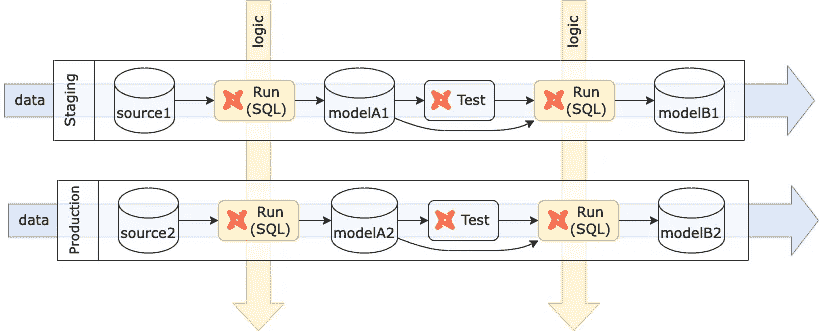 logic
logic
data
Staging
source1
Run
(SQL)
modelA1
Test
Run
(SQL)
modelB1
data
Production
source2
Run
(SQL)
modelA2
Test
Run
(SQL)
modelB2